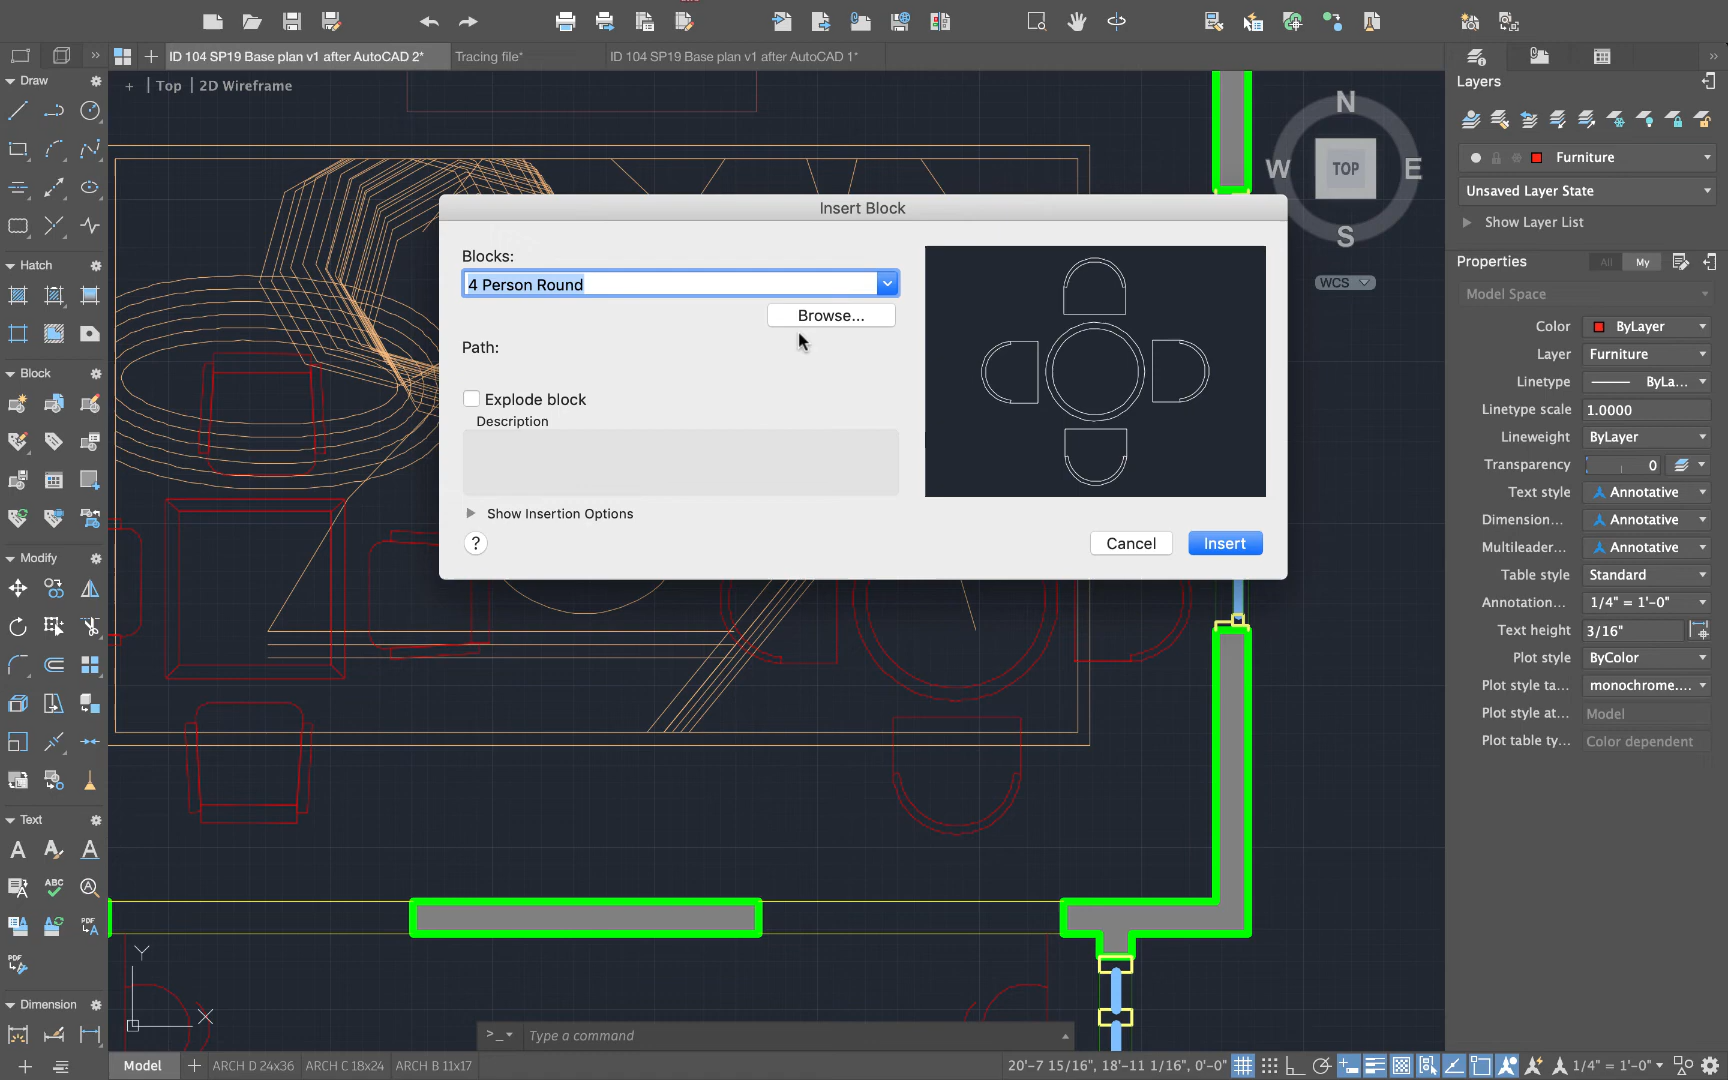 ID 104 SP19 Base plan v1 after AutoCAD 2*
Tracing file*
ID 104 SP19 Base plan v1 after AutoCAD 1*
Draw
+ | Top | 2D Wireframe
Hatch
Block
Modify
Text
A A A
A
ABC
A
PDF
A
PDF
Dimension
Insert Block
Blocks:
4 Person Round
Browse...
Path:
Explode block
Description
Show Insertion Options
?
Cancel
Insert
N
W
TOP
E
S
WCS
Y
X
>_
Type a command
Model
ARCH D 24x36
ARCH C 18x24
ARCH B 11x17
20'-7 15/16", 18'-11 1/16", 0'-0"
1/4" = 1'-0"
Layers
Furniture
Unsaved Layer State
Show Layer List
Properties
All
My
Model Space
Color ByLayer
Layer Furniture
Linetype ByLa...
Linetype scale 1.0000
Lineweight ByLayer
Transparency 0
Text style Annotative
Dimension... Annotative
Multileader... Annotative
Table style Standard
Annotation... 1/4" = 1'-0"
Text height 3/16"
Plot style ByColor
Plot style ta... monochrome....
Plot style at... Model
Plot table ty... Color dependent